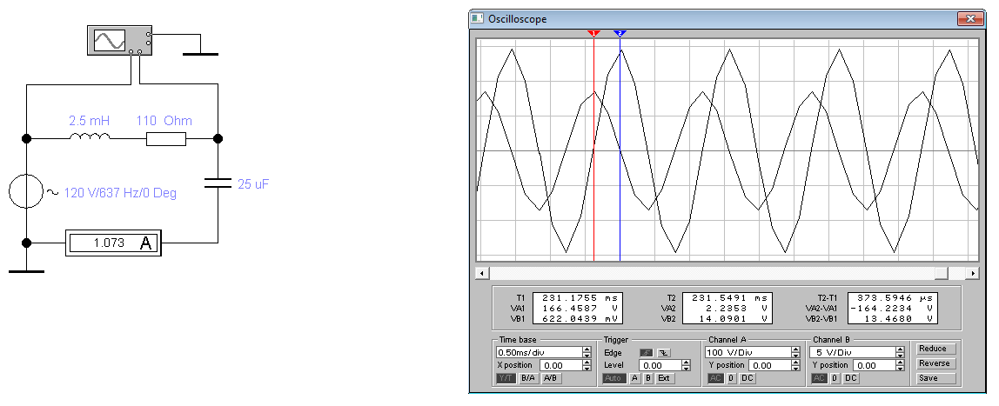 Oscilloscope
2.5 mH
110 Ohm
120 V/637 Hz/0 Deg
25 uF
1.073 A
1
2
T1 231.1755 ms
VA1 166.4587 V
VB1 622.0439 mV
T2 231.5491 ms
VA2 2.2353 V
VB2 14.0901 V
T2-T1 373.5946 µs
VA2-VA1 -164.2234 V
VB2-VB1 13.4680 V
Time base
0.50ms/div
X position 0.00
Y/T B/A A/B
Trigger
Edge
Level 0.00
Auto A B Ext
Channel A
100 V/Div
Y position 0.00
AC 0 DC
Channel B
5 V/Div
Y position 0.00
AC 0 DC
Reduce
Reverse
Save